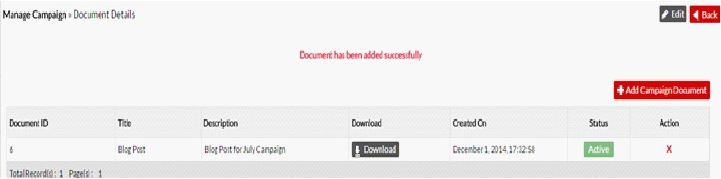 Manage Campaign » Document Details
Edit
Back
Document has been added successfully
Add Campaign Document
Document ID Title Description Download Created On Status Action
6 Blog Post Blog Post for July Campaign Download December 1, 2014, 17:32:58 Active X
Total Record(s) : 1 Page(s) : 1